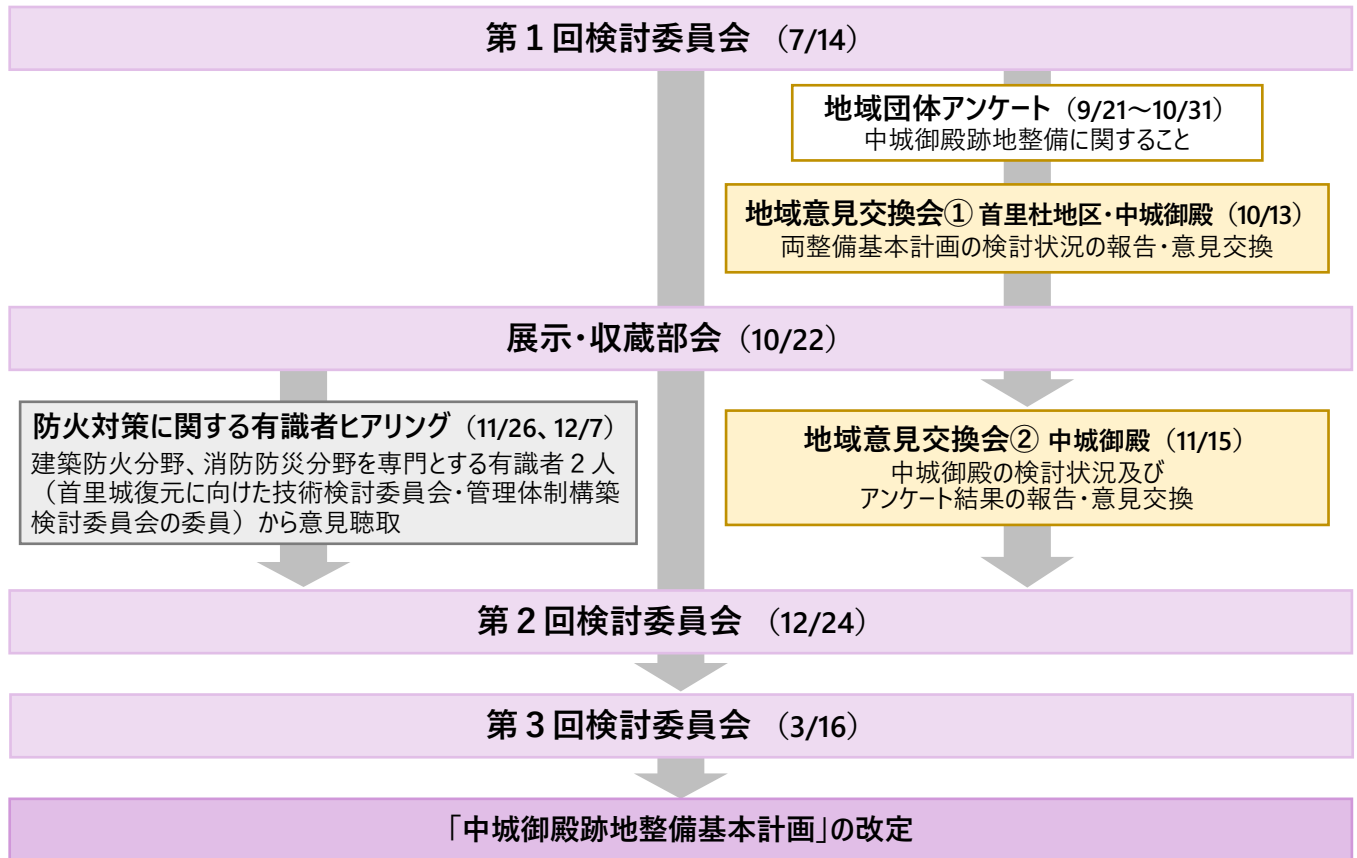 第１回検討委員会 （7/14）
地域団体アンケート（9/21～10/31）
中城御殿跡地整備に関すること
地域意見交換会① 首里杜地区・中城御殿（10/13）
両整備基本計画の検討状況の報告・意見交換
展示・収蔵部会（10/22）
防火対策に関する有識者ヒアリング（11/26、12/7）
建築防火分野、消防防災分野を専門とする有識者２人
（首里城復元に向けた技術検討委員会・管理体制構築
検討委員会の委員）から意見聴取
地域意見交換会② 中城御殿（11/15）
中城御殿の検討状況及び
アンケート結果の報告・意見交換
第２回検討委員会 （12/24）
第３回検討委員会 （3/16）
「中城御殿跡地整備基本計画」の改定